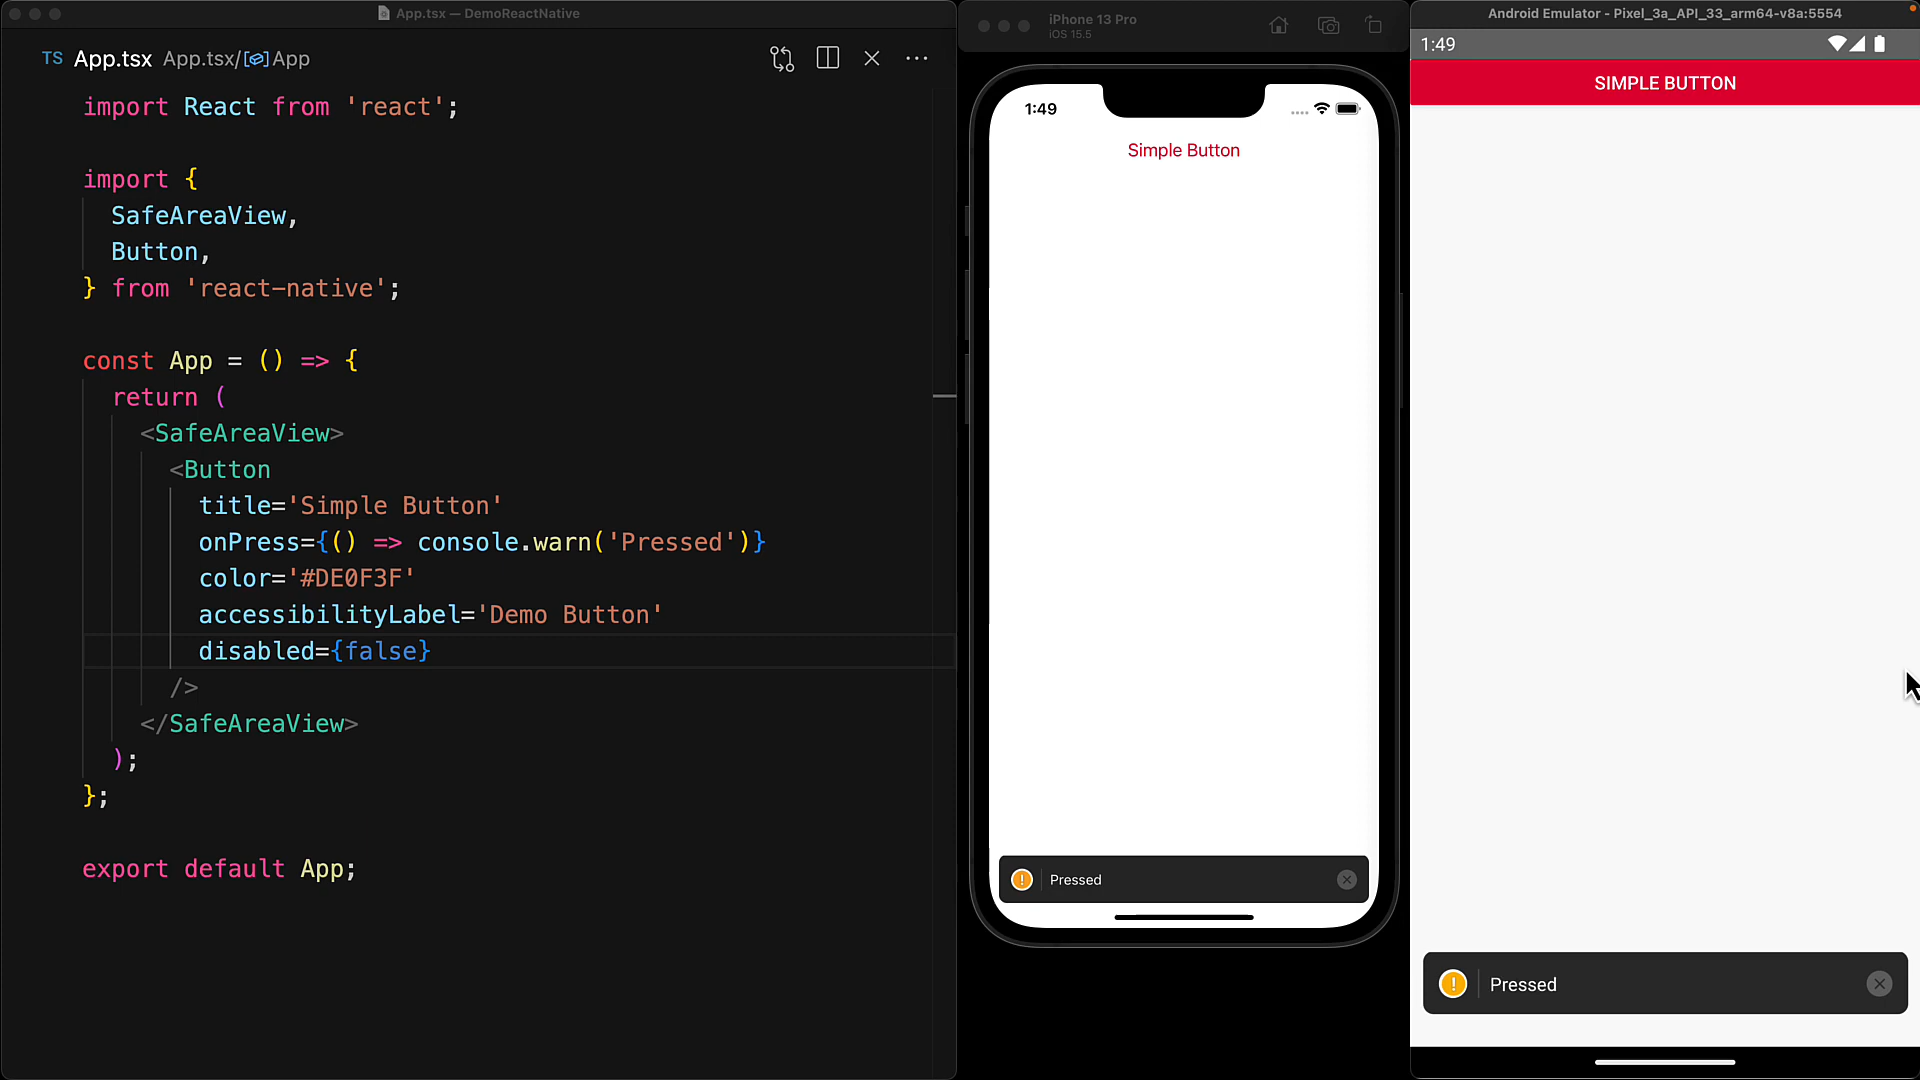 App.tsx — DemoReactNative
TS App.tsx App.tsx/App
import React from 'react';
import {
SafeAreaView,
Button,
} from 'react-native';
const App = () => {
return (
<SafeAreaView>
<Button
title='Simple Button'
onPress={() => console.warn('Pressed')}
color='#DE0F3F'
accessibilityLabel='Demo Button'
disabled={false}
/>
</SafeAreaView>
);
};
export default App;
iPhone 13 Pro
iOS 15.5
1:49
Simple Button
Pressed
Android Emulator - Pixel_3a_API_33_arm64-v8a:5554
1:49
SIMPLE BUTTON
Pressed